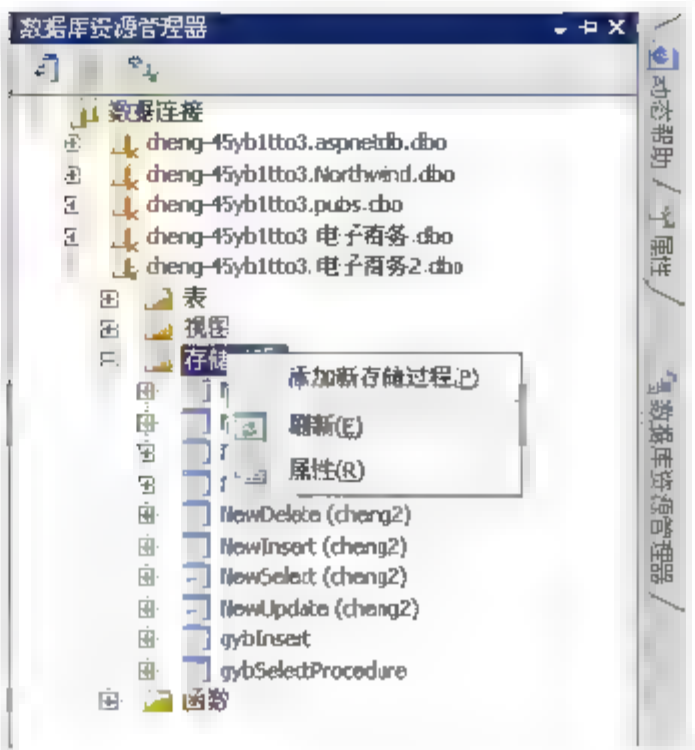 数据库资源管理器
数据连接
cheng-45yb1tto3.aspnetdb.dbo
cheng-45yb1tto3.Northwind.dbo
cheng-45yb1tto3.pubs.dbo
cheng-45yb1tto3.电子商务.dbo
cheng-45yb1tto3.电子商务2.dbo
表
视图
存储
添加新存储过程(P)
刷新(E)
属性(R)
NewDelete (cheng2)
NewInsert (cheng2)
NewSelect (cheng2)
NewUpdate (cheng2)
gybInsert
gybSelectProcedure
函数
动态帮助
属性
数据库资源管理器